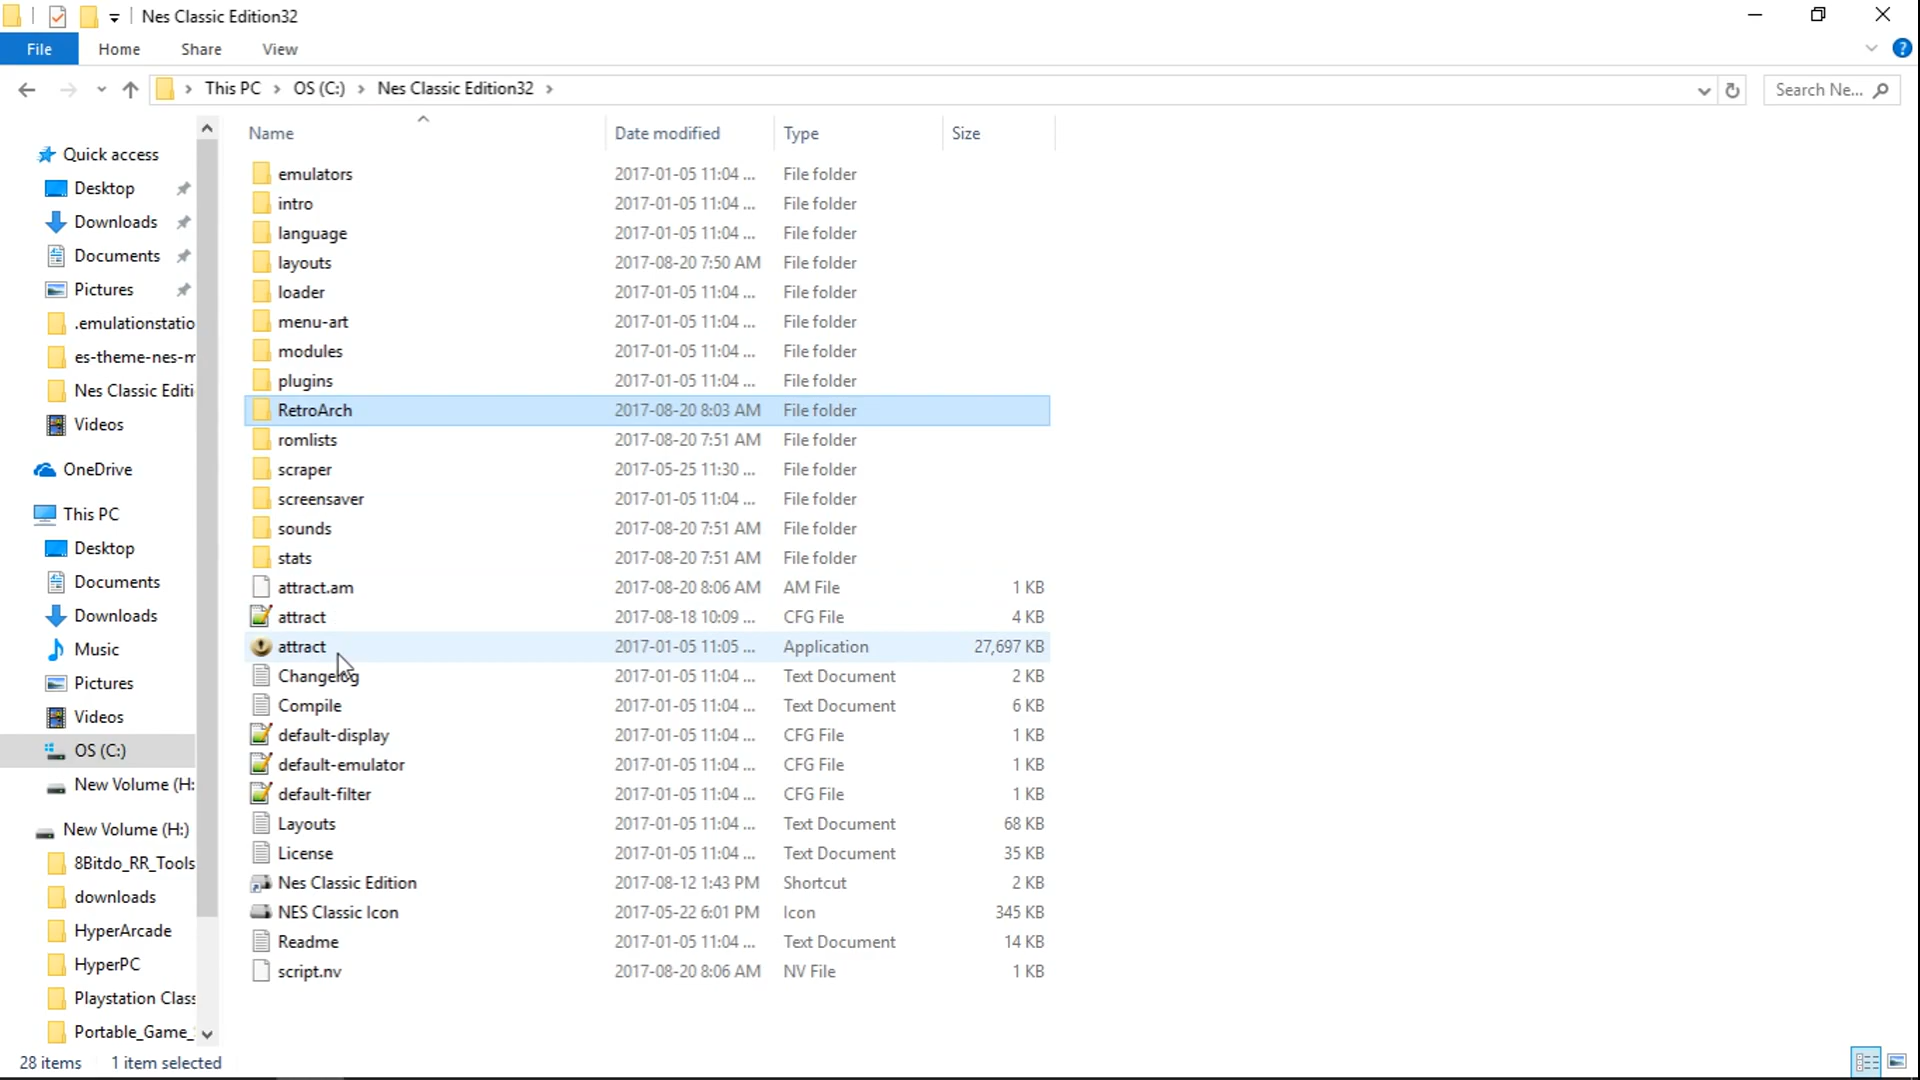 Nes Classic Edition32
File Home Share View
This PC OS (C:) Nes Classic Edition32
Search Ne...
Name Date modified Type Size
Quick access
Desktop
Downloads
Documents
Pictures
.emulationstatio
es-theme-nes-m
Nes Classic Editi
Videos
OneDrive
This PC
Desktop
Documents
Downloads
Music
Pictures
Videos
OS (C:)
New Volume (H:
New Volume (H:)
8Bitdo_RR_Tools
downloads
HyperArcade
HyperPC
Playstation Class
Portable_Game_
emulators 2017-01-05 11:04 ... File folder
intro 2017-01-05 11:04 ... File folder
language 2017-01-05 11:04 ... File folder
layouts 2017-08-20 7:50 AM File folder
loader 2017-01-05 11:04 ... File folder
menu-art 2017-01-05 11:04 ... File folder
modules 2017-01-05 11:04 ... File folder
plugins 2017-01-05 11:04 ... File folder
RetroArch 2017-08-20 8:03 AM File folder
romlists 2017-08-20 7:51 AM File folder
scraper 2017-05-25 11:30 ... File folder
screensaver 2017-01-05 11:04 ... File folder
sounds 2017-08-20 7:51 AM File folder
stats 2017-08-20 7:51 AM File folder
attract.am 2017-08-20 8:06 AM AM File 1 KB
attract 2017-08-18 10:09 ... CFG File 4 KB
attract 2017-01-05 11:05 ... Application 27,697 KB
Changelog 2017-01-05 11:04 ... Text Document 2 KB
Compile 2017-01-05 11:04 ... Text Document 6 KB
default-display 2017-01-05 11:04 ... CFG File 1 KB
default-emulator 2017-01-05 11:04 ... CFG File 1 KB
default-filter 2017-01-05 11:04 ... CFG File 1 KB
Layouts 2017-01-05 11:04 ... Text Document 68 KB
License 2017-01-05 11:04 ... Text Document 35 KB
Nes Classic Edition 2017-08-12 1:43 PM Shortcut 2 KB
NES Classic Icon 2017-05-22 6:01 PM Icon 345 KB
Readme 2017-01-05 11:04 ... Text Document 14 KB
script.nv 2017-08-20 8:06 AM NV File 1 KB
28 items 1 item selected